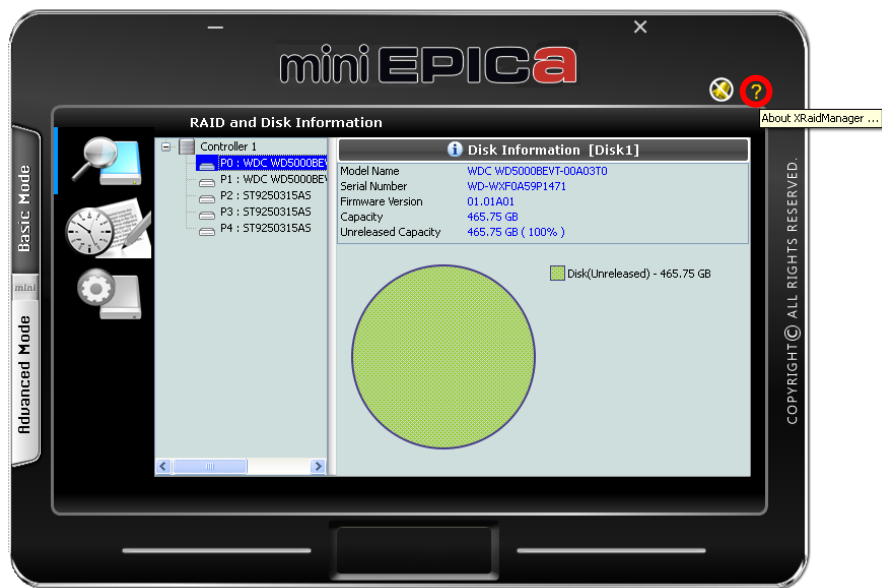 mini EPICa
?
About XRaidManager ...
RAID and Disk Information
Basic Mode
mini
Advanced Mode
Controller 1
P0 : WDC WD5000BEV
P1 : WDC WD5000BEV
P2 : ST9250315AS
P3 : ST9250315AS
P4 : ST9250315AS
Disk Information [Disk1]
Model Name WDC WD5000BEVT-00A03T0
Serial Number WD-WXF0A59P1471
Firmware Version 01.01A01
Capacity 465.75 GB
Unreleased Capacity 465.75 GB ( 100% )
Disk(Unreleased) - 465.75 GB
COPYRIGHT© ALL RIGHTS RESERVED.